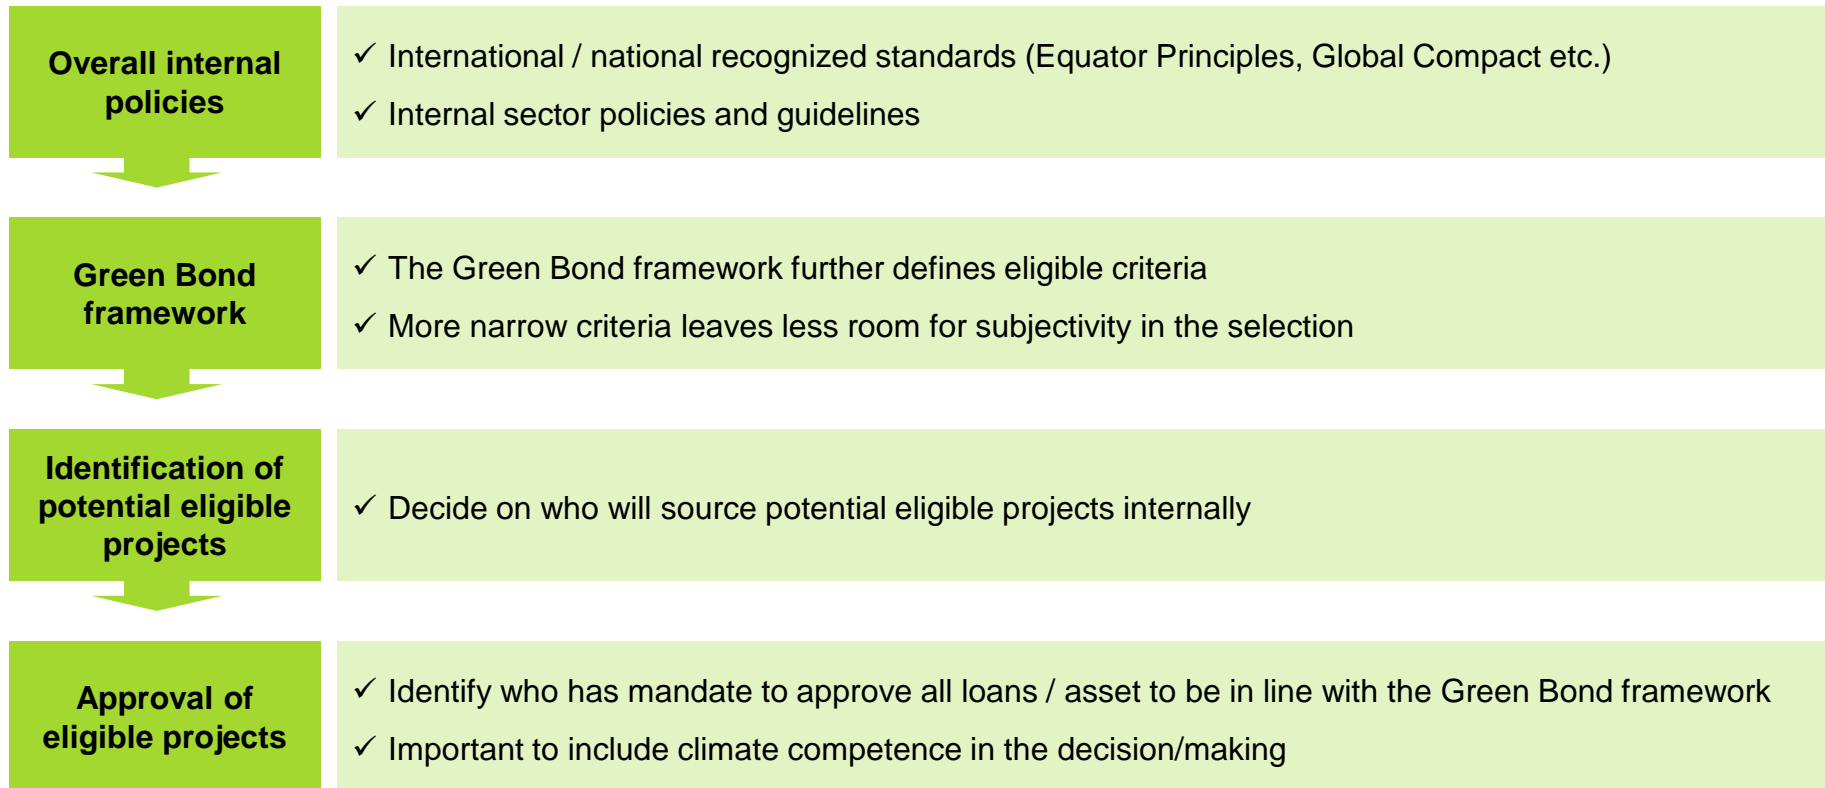 Overall internal
policies
✓ International / national recognized standards (Equator Principles, Global Compact etc.)
✓ Internal sector policies and guidelines
Green Bond
framework
✓ The Green Bond framework further defines eligible criteria
✓ More narrow criteria leaves less room for subjectivity in the selection
Identification of
potential eligible
projects
✓ Decide on who will source potential eligible projects internally
Approval of
eligible projects
✓ Identify who has mandate to approve all loans / asset to be in line with the Green Bond framework
✓ Important to include climate competence in the decision/making